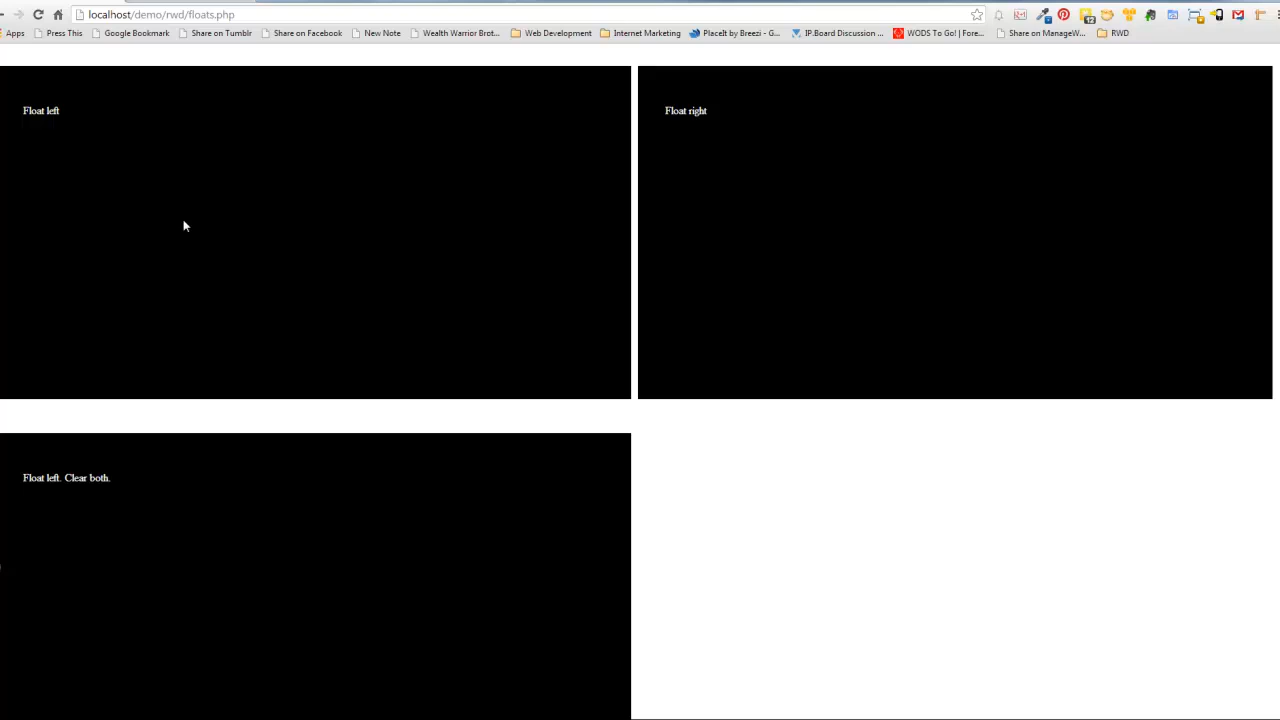 localhost/demo/rwd/floats.php
Apps Press This Google Bookmark Share on Tumblr Share on Facebook New Note Wealth Warrior Brot... Web Development Internet Marketing PlaceIt by Breezi - G... IP.Board Discussion ... WODS To Go! | Fore... Share on ManageW... RWD
12
Float left
Float right
Float left. Clear both.